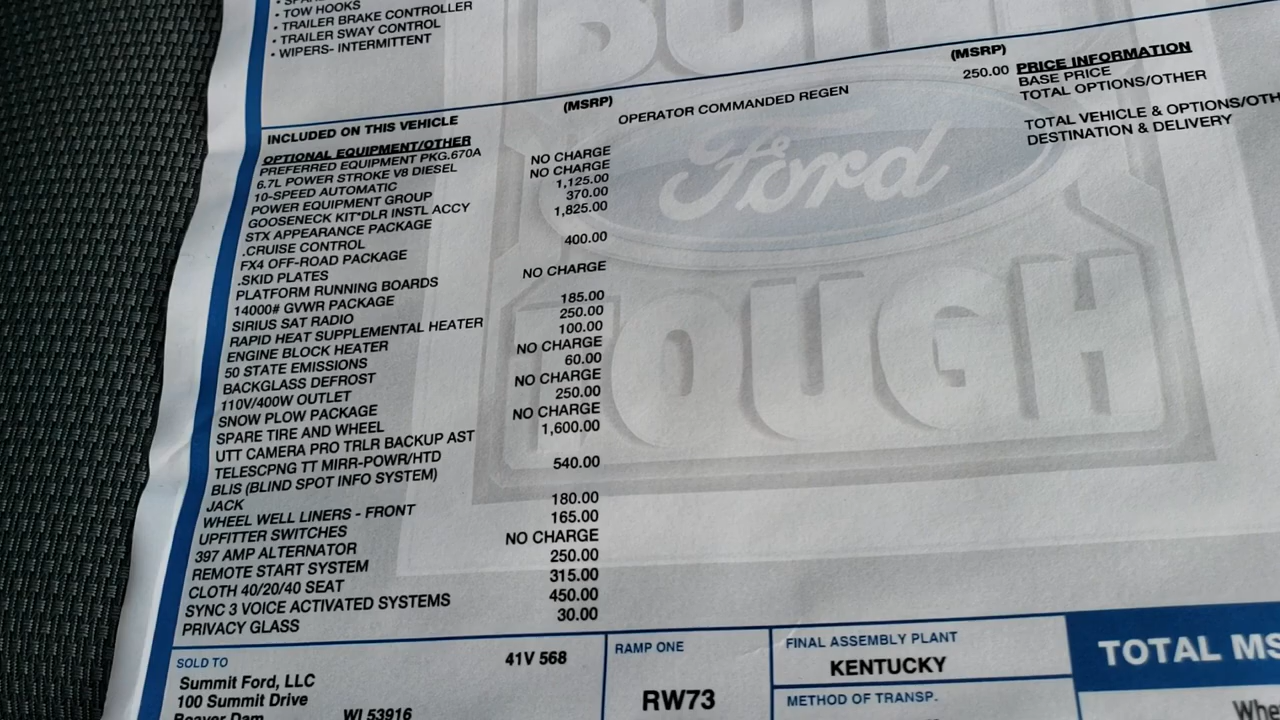 • TOW HOOKS
• TRAILER BRAKE CONTROLLER
• TRAILER SWAY CONTROL
• WIPERS- INTERMITTENT
BUILT
Ford
TOUGH
INCLUDED ON THIS VEHICLE (MSRP)
OPTIONAL EQUIPMENT/OTHER
PREFERRED EQUIPMENT PKG.670A
6.7L POWER STROKE V8 DIESEL NO CHARGE
10-SPEED AUTOMATIC NO CHARGE
POWER EQUIPMENT GROUP 1,125.00
GOOSENECK KIT*DLR INSTL ACCY 370.00
STX APPEARANCE PACKAGE 1,825.00
.CRUISE CONTROL
FX4 OFF-ROAD PACKAGE 400.00
.SKID PLATES
PLATFORM RUNNING BOARDS
14000# GVWR PACKAGE NO CHARGE
SIRIUS SAT RADIO 185.00
RAPID HEAT SUPPLEMENTAL HEATER 250.00
ENGINE BLOCK HEATER 100.00
50 STATE EMISSIONS NO CHARGE
BACKGLASS DEFROST 60.00
110V/400W OUTLET NO CHARGE
SNOW PLOW PACKAGE 250.00
SPARE TIRE AND WHEEL NO CHARGE
UTT CAMERA PRO TRLR BACKUP AST 1,600.00
TELESCPNG TT MIRR-POWR/HTD
BLIS (BLIND SPOT INFO SYSTEM) 540.00
JACK
WHEEL WELL LINERS - FRONT 180.00
UPFITTER SWITCHES 165.00
397 AMP ALTERNATOR NO CHARGE
REMOTE START SYSTEM 250.00
CLOTH 40/20/40 SEAT 315.00
SYNC 3 VOICE ACTIVATED SYSTEMS 450.00
PRIVACY GLASS 30.00
(MSRP)
OPERATOR COMMANDED REGEN 250.00
PRICE INFORMATION
BASE PRICE
TOTAL OPTIONS/OTHER
TOTAL VEHICLE & OPTIONS/OTH
DESTINATION & DELIVERY
SOLD TO 41V 568
Summit Ford, LLC
100 Summit Drive
Beaver Dam WI 53916
RAMP ONE
RW73
FINAL ASSEMBLY PLANT
KENTUCKY
METHOD OF TRANSP.
TOTAL MS
Whe